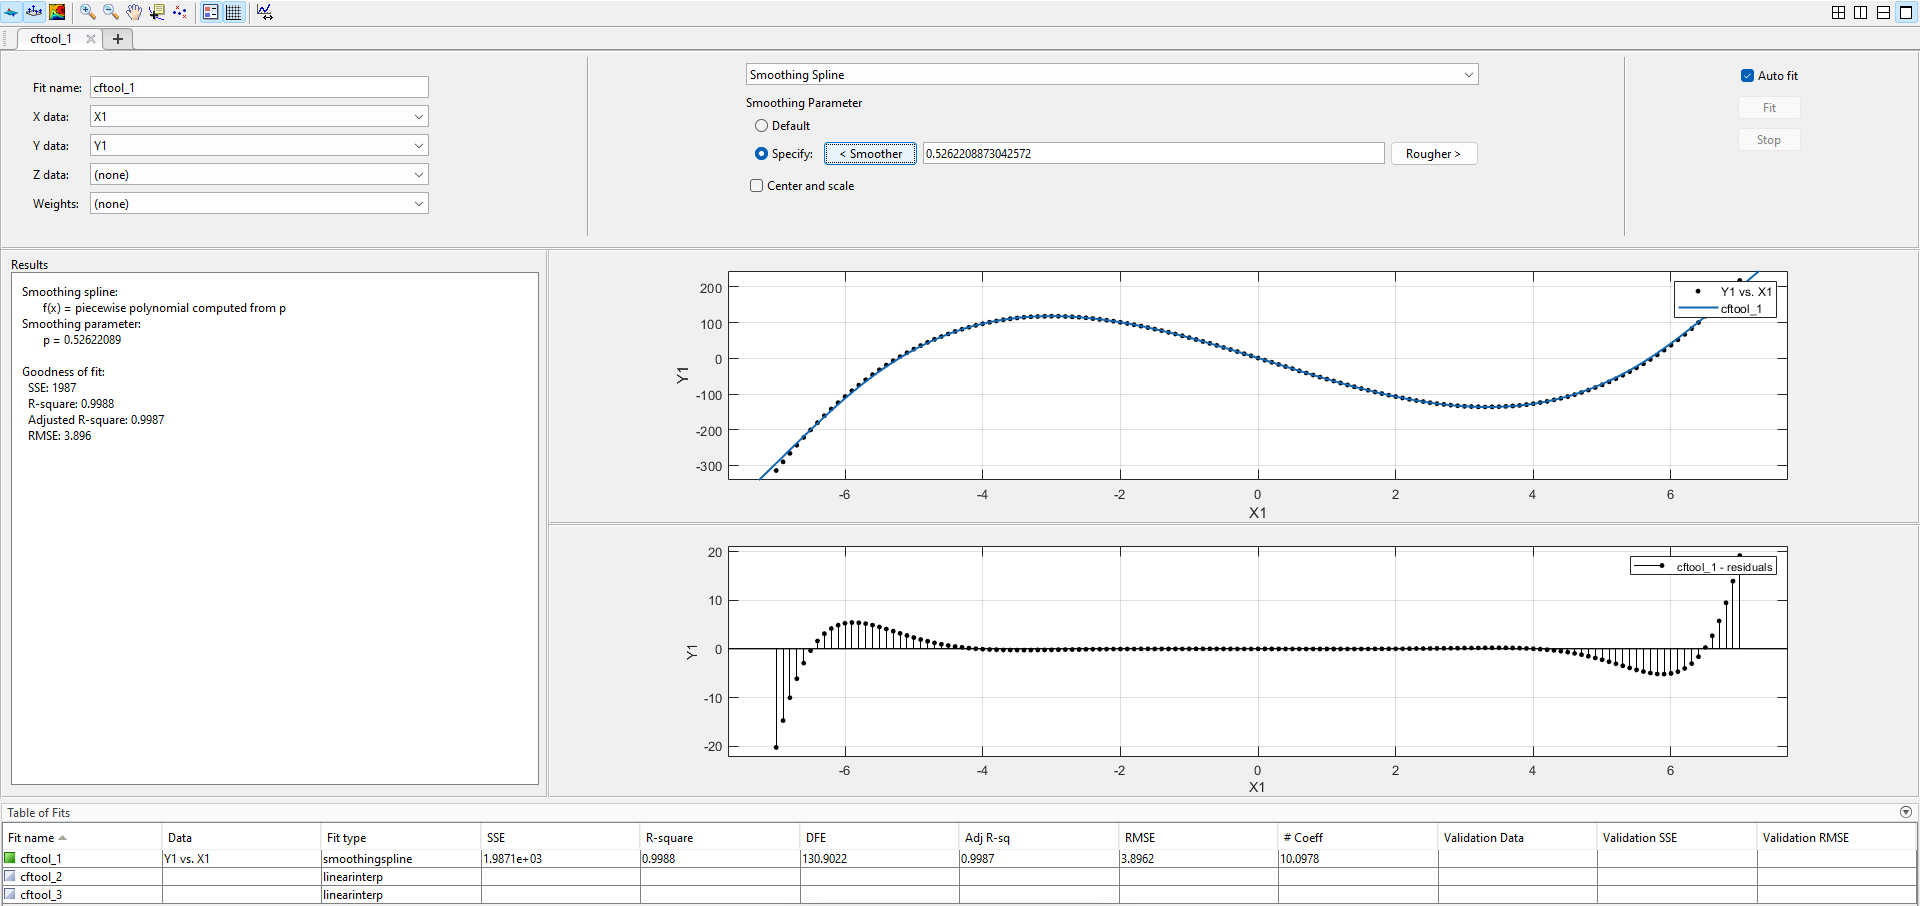 cftool_1
Fit name: cftool_1
X data: X1
Y data: Y1
Z data: (none)
Weights: (none)
Smoothing Spline
Smoothing Parameter
Default
Specify: < Smoother 0.5262208873042572 Rougher >
Center and scale
Auto fit
Fit
Stop
Results
Smoothing spline:
f(x) = piecewise polynomial computed from p
Smoothing parameter:
p = 0.52622089
Goodness of fit:
SSE: 1987
R-square: 0.9988
Adjusted R-square: 0.9987
RMSE: 3.896
Y1 vs. X1
cftool_1
200
100
0
-100
-200
-300
Y1
-6 -4 -2 0 2 4 6
X1
cftool_1 - residuals
20
10
0
-10
-20
Y1
-6 -4 -2 0 2 4 6
X1
Table of Fits
Fit name Data Fit type SSE R-square DFE Adj R-sq RMSE # Coeff Validation Data Validation SSE Validation RMSE
cftool_1 Y1 vs. X1 smoothingspline 1.9871e+03 0.9988 130.9022 0.9987 3.8962 10.0978
cftool_2 linearinterp
cftool_3 linearinterp